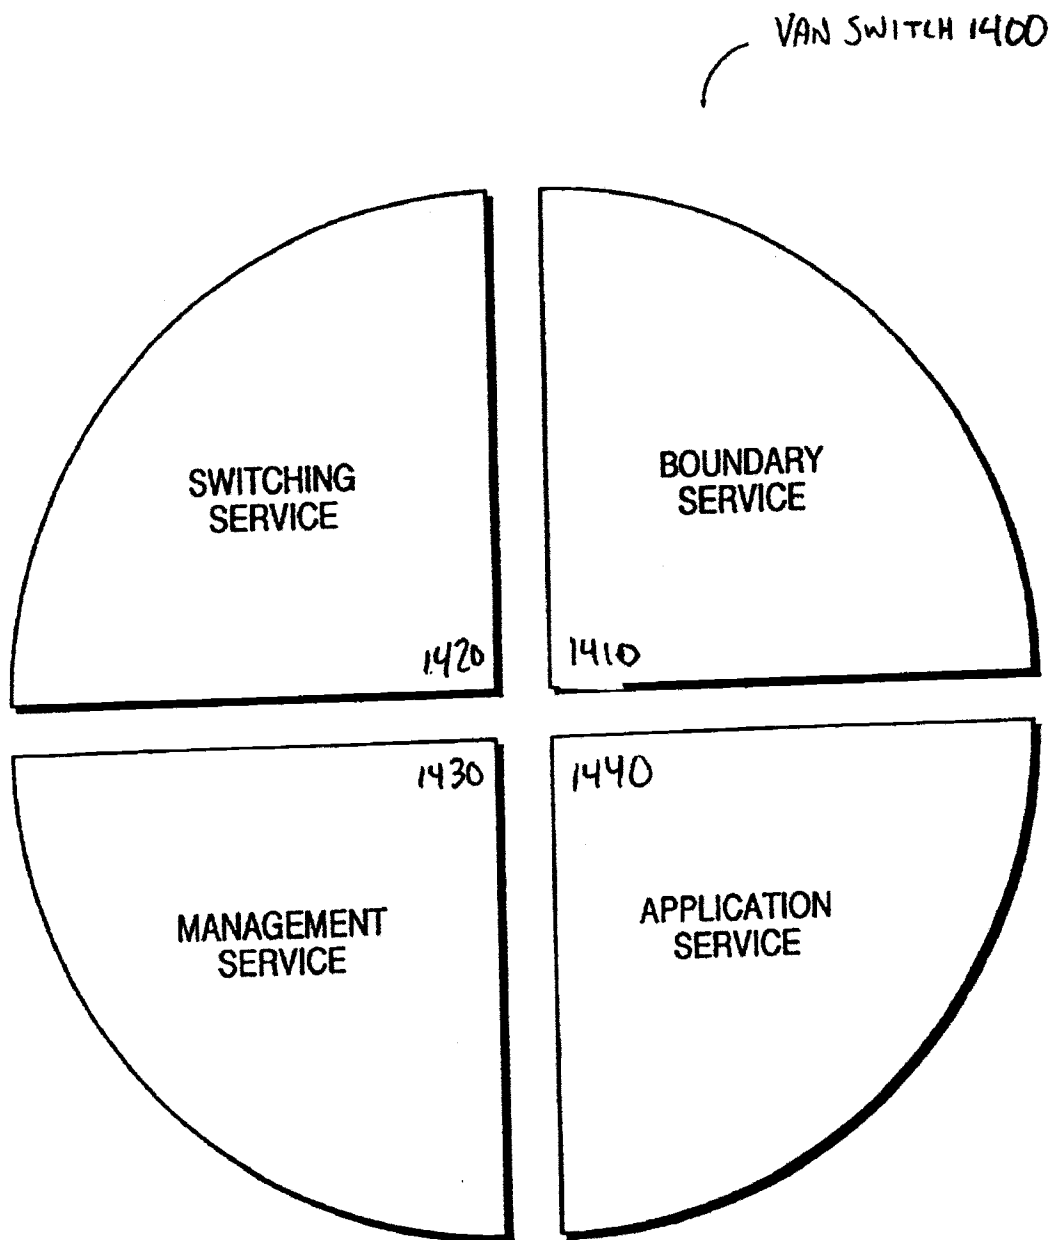 VAN SWITCH 1400
SWITCHING
SERVICE
1420
BOUNDARY
SERVICE
1410
1430
MANAGEMENT
SERVICE
1440
APPLICATION
SERVICE